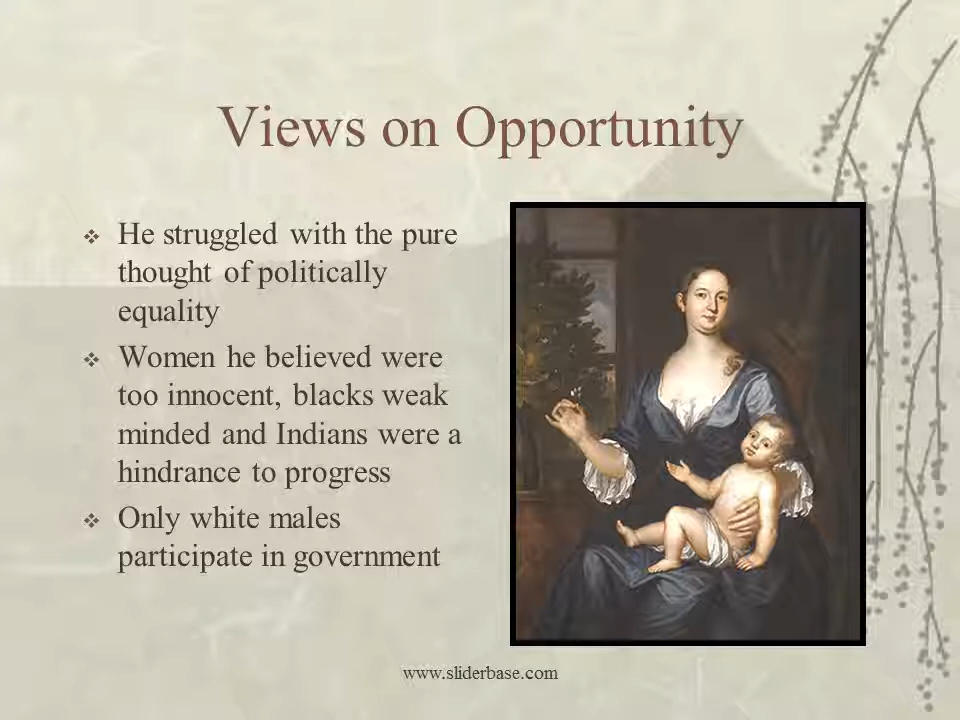 Views on Opportunity
He struggled with the pure
thought of politically
equality
Women he believed were
too innocent, blacks weak
minded and Indians were a
hindrance to progress
Only white males
participate in government
www.sliderbase.com